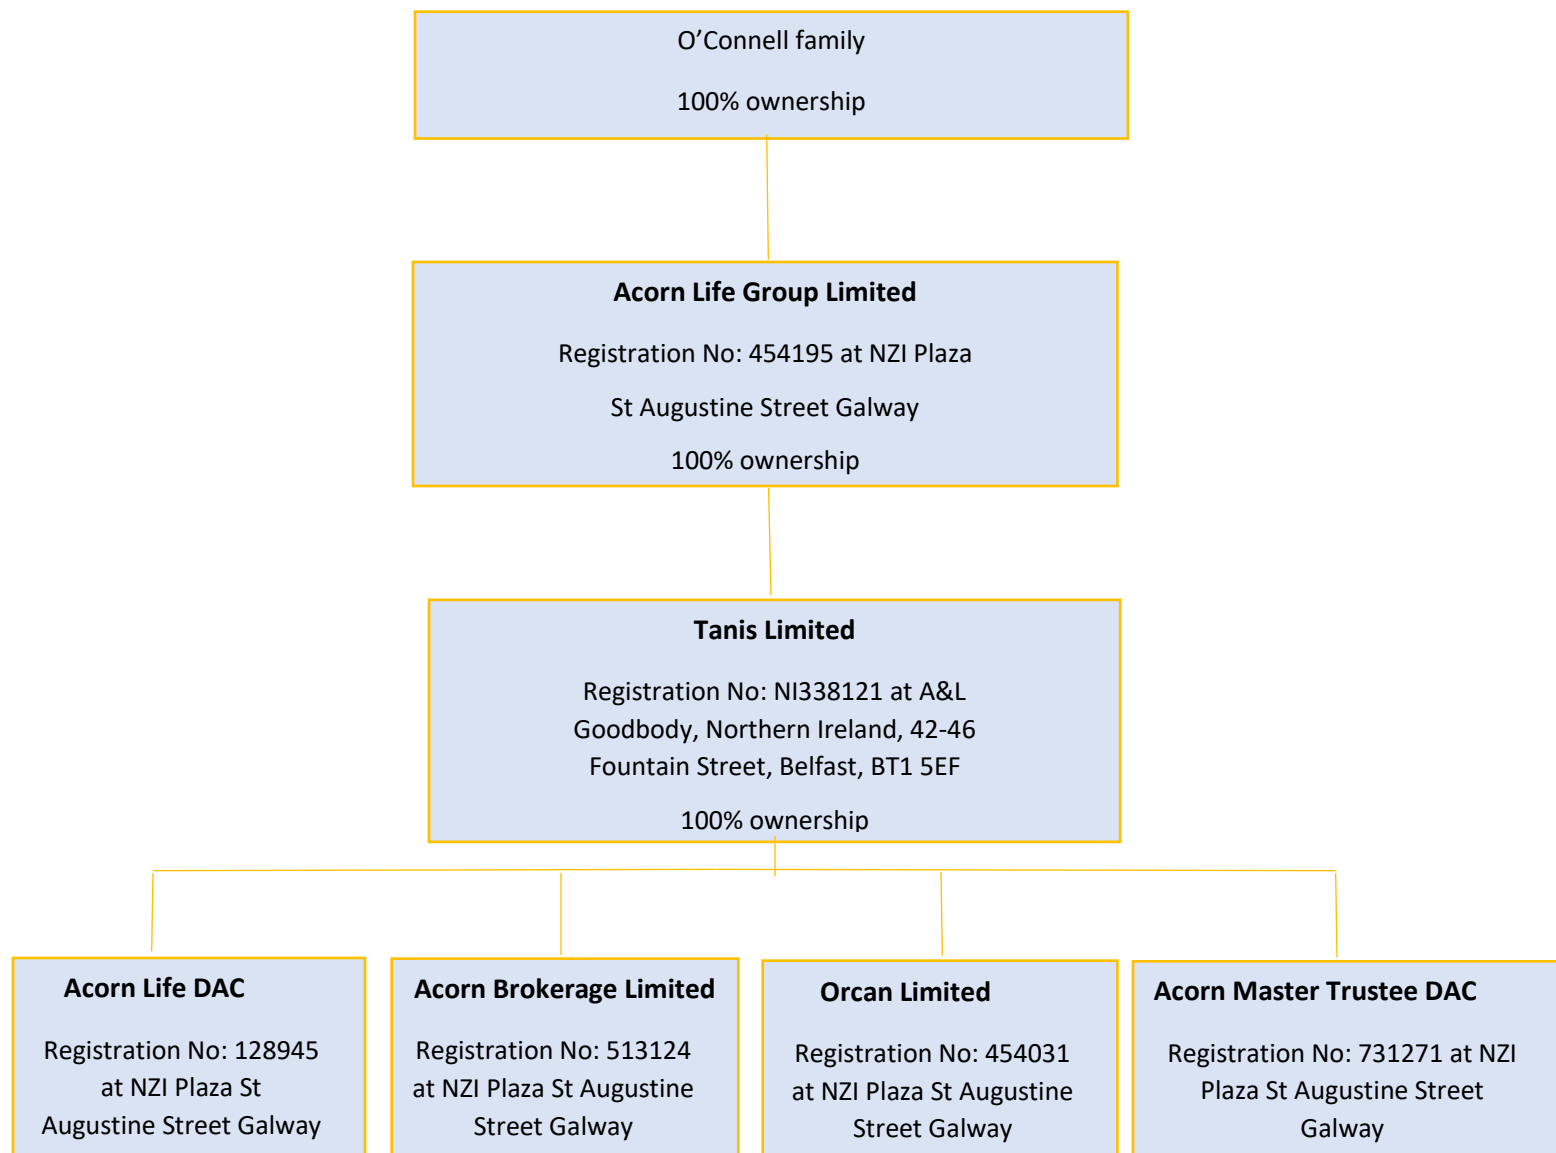 O’Connell family
100% ownership
Acorn Life Group Limited
Registration No: 454195 at NZI Plaza
St Augustine Street Galway
100% ownership
Tanis Limited
Registration No: NI338121 at A&L
Goodbody, Northern Ireland, 42-46
Fountain Street, Belfast, BT1 5EF
100% ownership
Acorn Life DAC
Registration No: 128945
at NZI Plaza St
Augustine Street Galway
Acorn Brokerage Limited
Registration No: 513124
at NZI Plaza St Augustine
Street Galway
Orcan Limited
Registration No: 454031
at NZI Plaza St Augustine
Street Galway
Acorn Master Trustee DAC
Registration No: 731271 at NZI
Plaza St Augustine Street
Galway